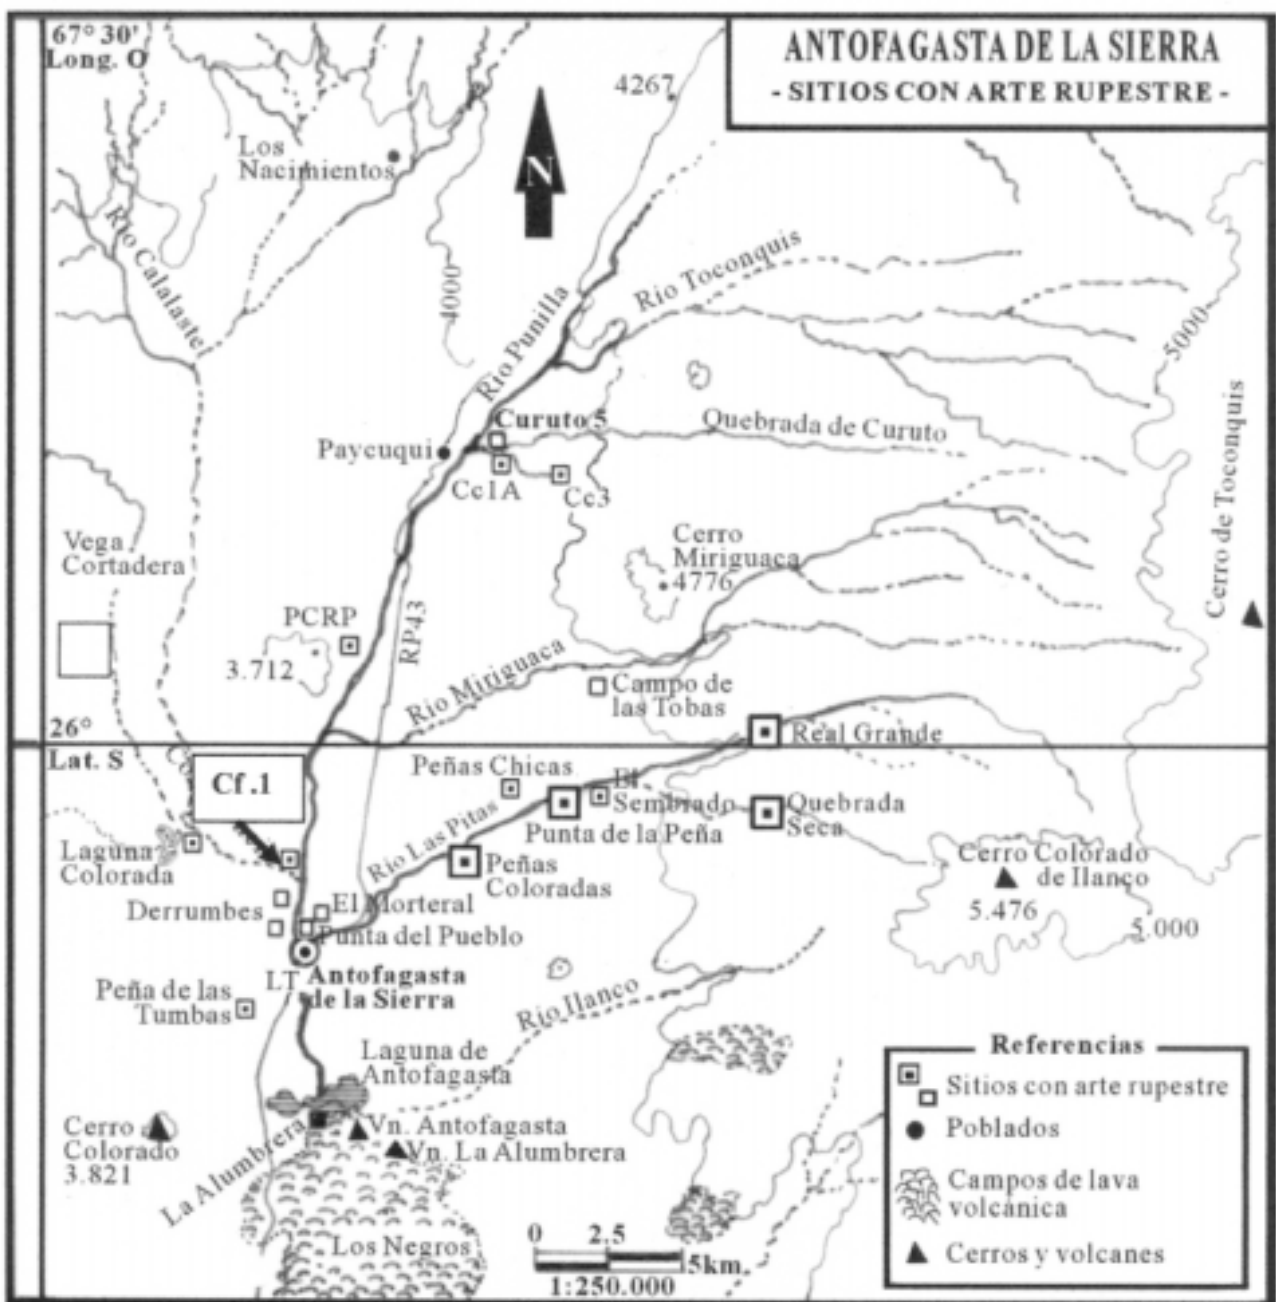 ANTOFAGASTA DE LA SIERRA
- SITIOS CON ARTE RUPESTRE -
67° 30'
Long. O
4267
Los
Nacimientos
N
Río Calalaste
Río Toconquis
4000
Río Punilla
5000
Curuto 5
Quebrada de Curuto
Paycuqui
Cc1A
Cc3
Cerro de Toconquis
Vega
Cortadera
Cerro
Miriguaca
4776
PCRP
RP43
3.712
Río Miriguaca
Campo de
las Tobas
26°
Real Grande
Lat. S
Cf .1
Peñas Chicas
El
Sembrado
Quebrada
Seca
Punta de la Peña
Río Las Pitas
Laguna
Colorada
Peñas
Coloradas
Cerro Colorado
de Ilanco
5.476
5.000
El Morteral
Derrumbes
Punta del Pueblo
LT
Antofagasta
de la Sierra
Peña de las
Tumbas
Río Ilanco
Laguna de
Antofagasta
Cerro
Colorado
3.821
Vn. Antofagasta
Vn. La Alumbrera
La Alumbrera
Los Negros
0 2.5
5km
1:250.000
Referencias
Sitios con arte rupestre
Poblados
Campos de lava
volcánica
Cerros y volcanes